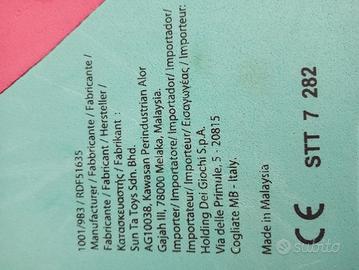 1001/983 / RDF51635
Manufacturer / Fabbricante / Fabricante /
Fabricante / Fabricant / Hersteller /
Κατασκευαστής / Fabrikant :
Sun Ta Toys Sdn. Bhd.
AG10038, Kawasan Perindustrian Alor
Gajah III, 78000 Melaka, Malaysia.
Importer/Importatore/Importador/Importador/
Importateur / Importeur / Εισαγωγέας / Importeur:
Holding Dei Giochi S.p.A.
Via delle Primule, 5 - 20815
Cogliate MB - Italy.
Made in Malaysia
CE STT 7 282
subito